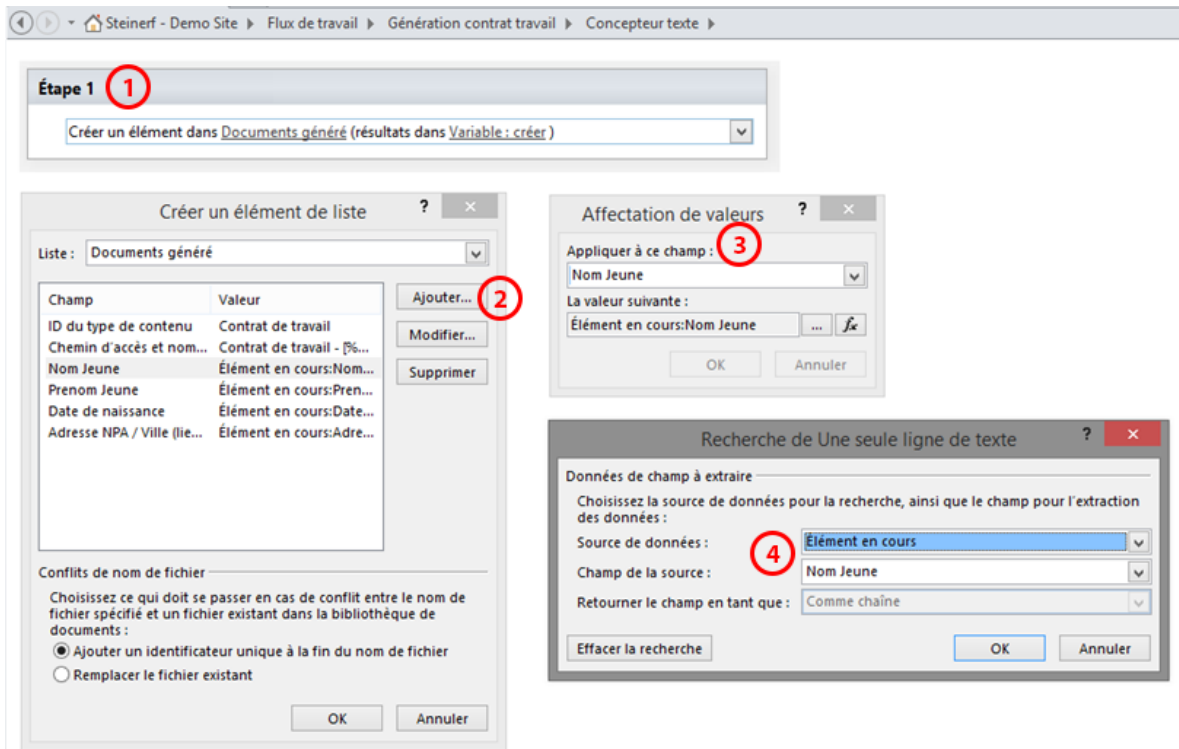 Steinerf - Demo Site ▸ Flux de travail ▸ Génération contrat travail ▸ Concepteur texte ▸
Étape 1
1
Créer un élément dans Documents généré (résultats dans Variable : créer )
Créer un élément de liste ?
Liste : Documents généré
Champ Valeur
ID du type de contenu Contrat de travail
Chemin d'accès et nom... Contrat de travail - [%...
Nom Jeune Élément en cours:Nom...
Prenom Jeune Élément en cours:Pren...
Date de naissance Élément en cours:Date...
Adresse NPA / Ville (lie... Élément en cours:Adre...
Ajouter...
2
Modifier...
Supprimer
Conflits de nom de fichier
Choisissez ce qui doit se passer en cas de conflit entre le nom de
fichier spécifié et un fichier existant dans la bibliothèque de
documents :
Ajouter un identificateur unique à la fin du nom de fichier
Remplacer le fichier existant
OK Annuler
Affectation de valeurs ?
Appliquer à ce champ :
3
Nom Jeune
La valeur suivante :
Élément en cours:Nom Jeune ... fx
OK Annuler
Recherche de Une seule ligne de texte ?
Données de champ à extraire
Choisissez la source de données pour la recherche, ainsi que le champ pour l'extraction
des données :
Source de données : Élément en cours
4
Champ de la source : Nom Jeune
Retourner le champ en tant que : Comme chaîne
Effacer la recherche OK Annuler